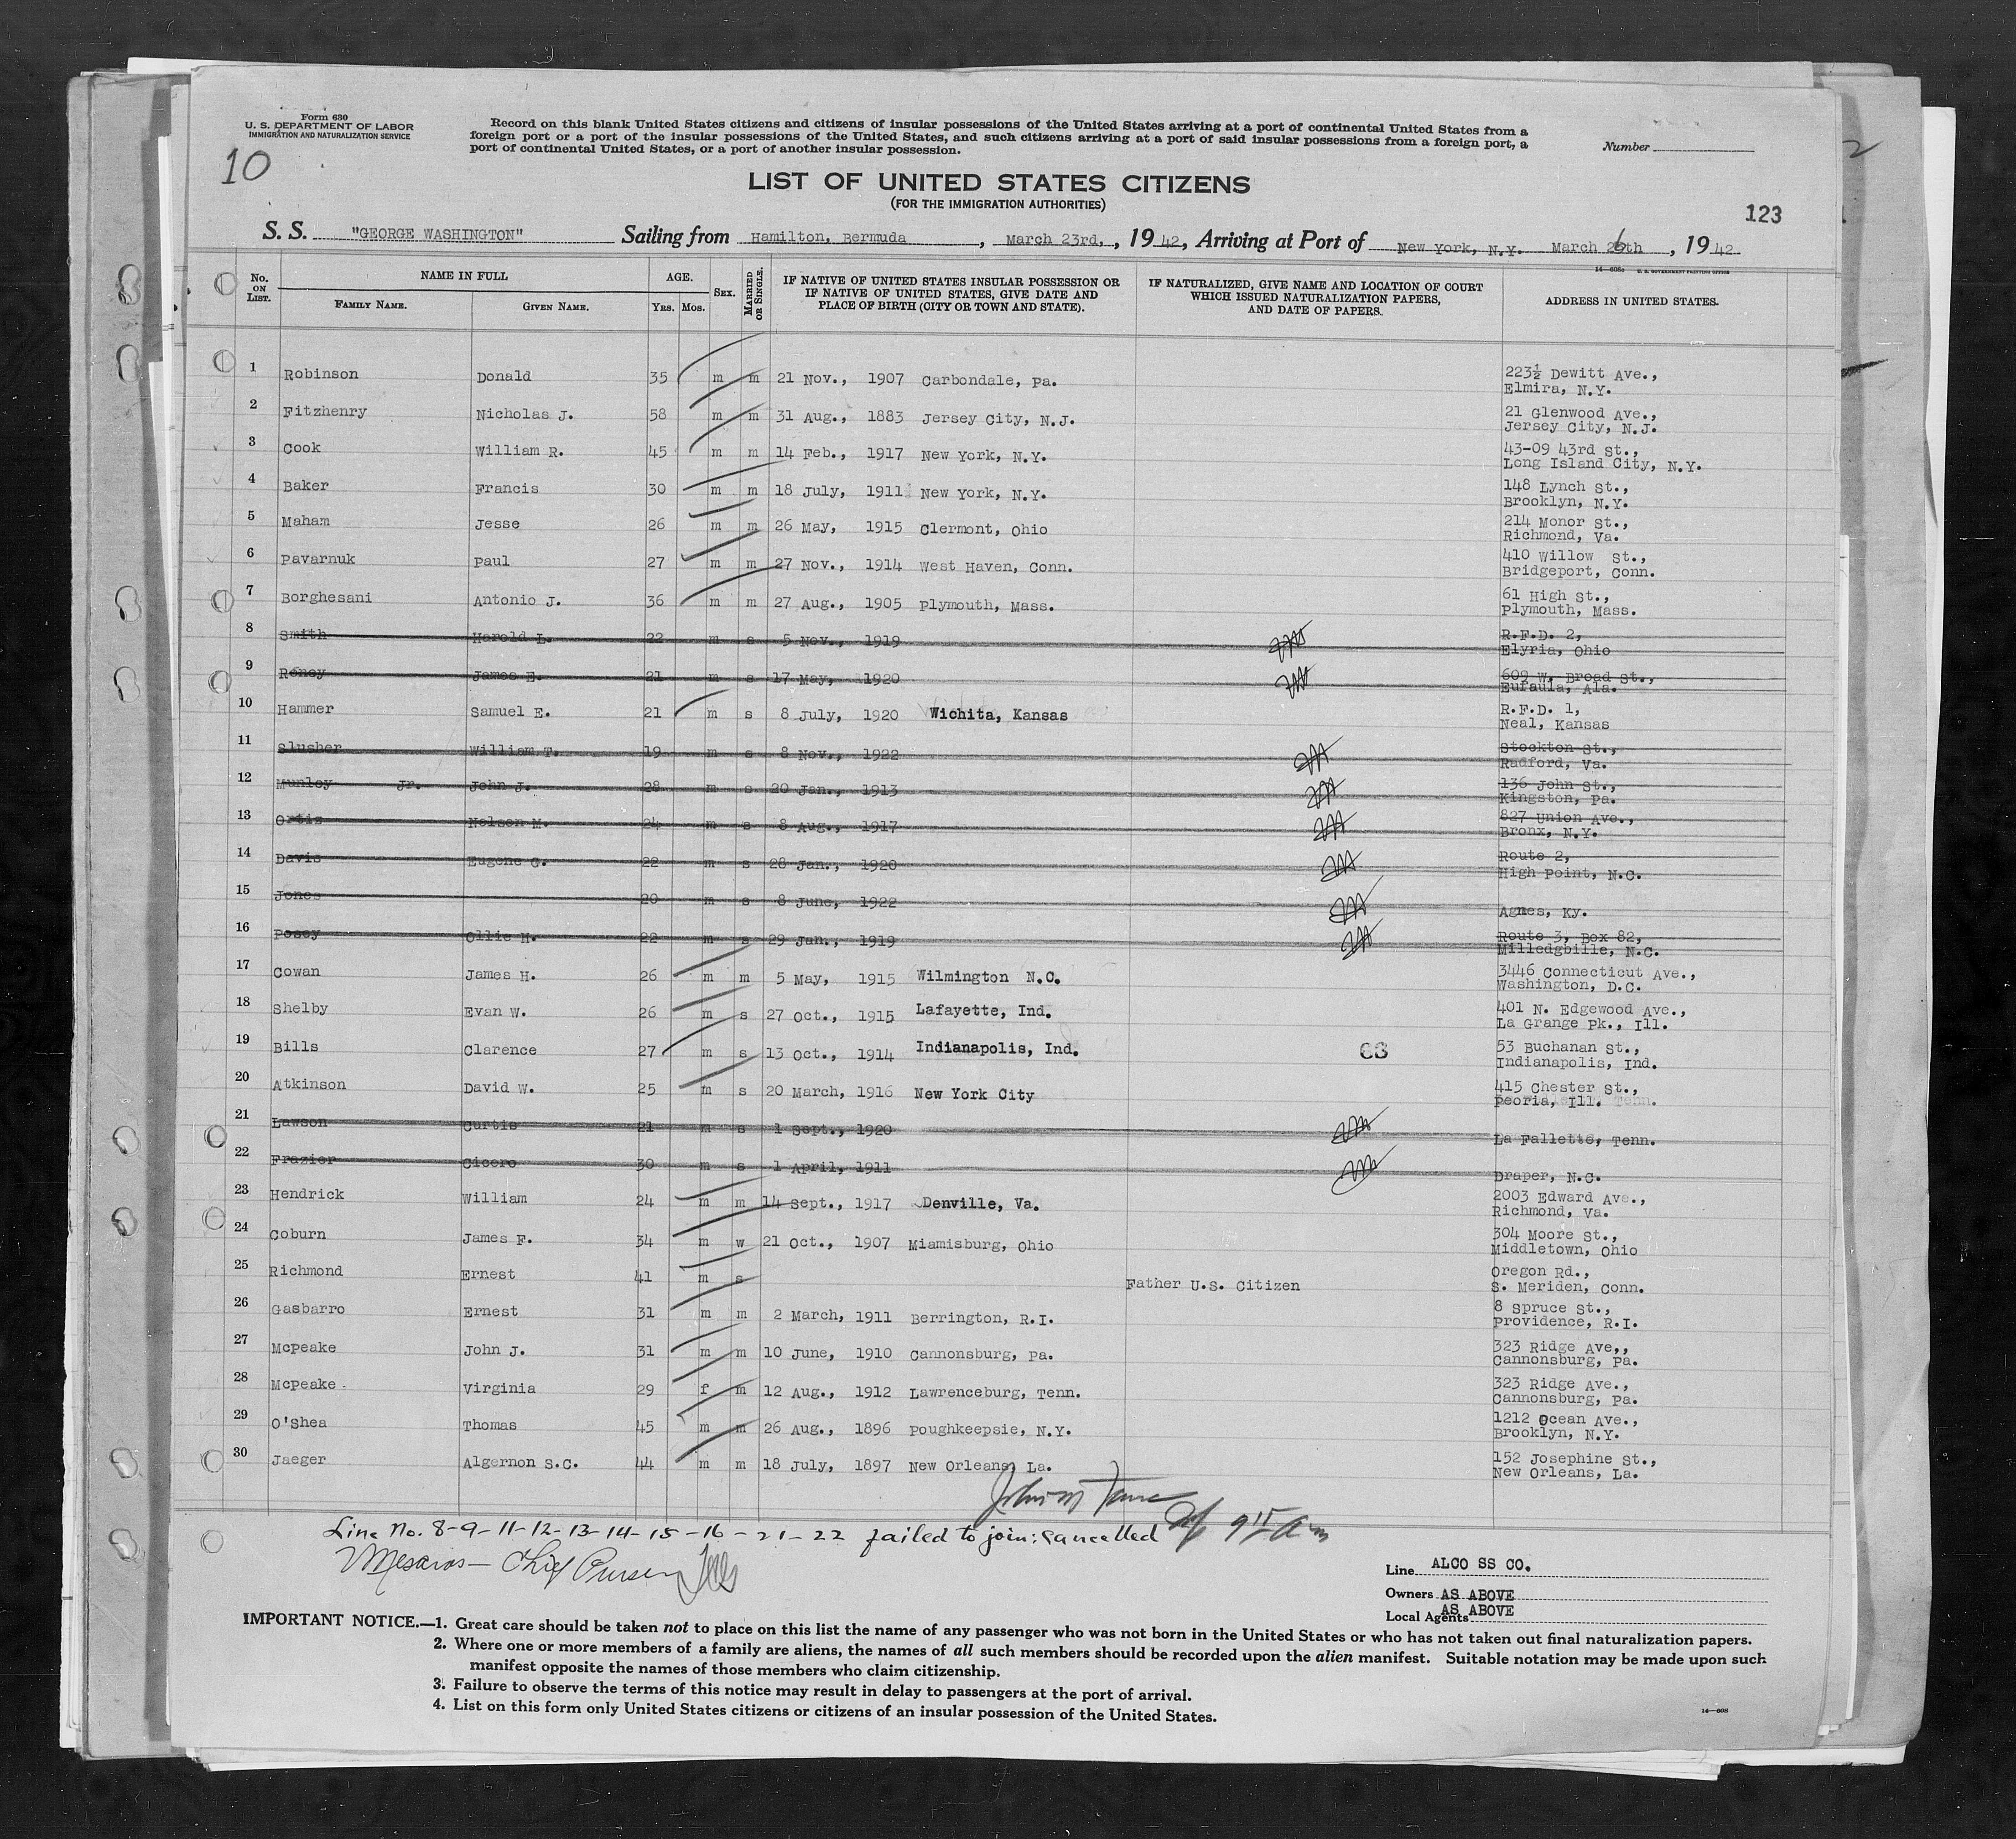 Form 630
U. S. DEPARTMENT OF LABOR
IMMIGRATION AND NATURALIZATION SERVICE
10
Record on this blank United States citizens and citizens of insular possessions of the United States arriving at a port of continental United States from a
foreign port or a port of the insular possessions of the United States, and such citizens arriving at a port of said insular possessions from a foreign port, a
port of continental United States, or a port of another insular possession.
Number
2
LIST OF UNITED STATES CITIZENS
(FOR THE IMMIGRATION AUTHORITIES)
123
S. S. "GEORGE WASHINGTON" Sailing from Hamilton, Bermuda, March 23rd, 1942, Arriving at Port of New York, N.Y. March 26th, 1942
14—608 U. S. GOVERNMENT PRINTING OFFICE
No. ON LIST. NAME IN FULL FAMILY NAME. GIVEN NAME. AGE. YRS. MOS. SEX. MARRIED OR SINGLE. IF NATIVE OF UNITED STATES INSULAR POSSESSION OR IF NATIVE OF UNITED STATES, GIVE DATE AND PLACE OF BIRTH (CITY OR TOWN AND STATE). IF NATURALIZED, GIVE NAME AND LOCATION OF COURT WHICH ISSUED NATURALIZATION PAPERS, AND DATE OF PAPERS. ADDRESS IN UNITED STATES.
1 Robinson Donald 35 m m 21 Nov., 1907 Carbondale, Pa. 223½ Dewitt Ave.,
Elmira, N.Y.
2 Fitzhenry Nicholas J. 58 m m 31 Aug., 1883 Jersey City, N.J. 21 Glenwood Ave.,
Jersey City, N.J.
3 Cook William R. 45 m m 14 Feb., 1917 New York, N.Y. 43-09 43rd St.,
Long Island City, N.Y.
4 Baker Francis 30 m m 18 July, 1911 New York, N.Y. 148 Lynch St.,
Brooklyn, N.Y.
5 Maham Jesse 26 m m 26 May, 1915 Clermont, Ohio 214 Monor St.,
Richmond, Va.
6 Pavarnuk Paul 27 m m 27 Nov., 1914 West Haven, Conn. 410 Willow St.,
Bridgeport, Conn.
7 Borghesani Antonio J. 36 m m 27 Aug., 1905 Plymouth, Mass. 61 High St.,
Plymouth, Mass.
8 Smith Harold L. 22 m s 5 Nov., 1919 R.F.D. 2,
Elyria, Ohio
9 Roney James E. 21 m s 17 May, 1920 609 W. Broad St.,
Eufaula, Ala.
10 Hammer Samuel E. 21 m s 8 July, 1920 Wichita, Kansas R.F.D. 1,
Neal, Kansas
11 Slusher William T. 19 m s 8 Nov., 1922 Stockton St.,
Radford, Va.
12 Munley Jr. John J. 28 m s 20 Jan., 1913 136 John St.,
Kingston, Pa.
13 Ortiz Nelson M. 24 m s 8 Aug., 1917 827 Union Ave.,
Bronx, N.Y.
14 Davis Eugene G. 22 m s 28 Jan., 1920 Route 2,
High Point, N.C.
15 Jones 20 m s 8 June, 1922 Agnes, Ky.
16 Posey Ollie H. 22 m s 29 Jan., 1919 Route 3, Box 82,
Milledgbille, N.C.
17 Cowan James H. 26 m m 5 May, 1915 Wilmington N.C. 3446 Connecticut Ave.,
Washington, D.C.
18 Shelby Evan W. 26 m s 27 Oct., 1915 Lafayette, Ind. 401 N. Edgewood Ave.,
La Grange Pk., Ill.
19 Bills Clarence 27 m s 13 Oct., 1914 Indianapolis, Ind. 53 Buchanan St.,
Indianapolis, Ind.
20 Atkinson David W. 25 m s 20 March, 1916 New York City 415 Chester St.,
Peoria, Ill.
21 Lawson Curtis 21 m s 1 Sept., 1920 La Fallette, Tenn.
22 Frazier Cicero 30 m s 1 April, 1911 Draper, N.C.
23 Hendrick William 24 m m 14 Sept., 1917 Denville, Va. 2003 Edward Ave.,
Richmond, Va.
24 Coburn James F. 34 m w 21 Oct., 1907 Miamisburg, Ohio 304 Moore St.,
Middletown, Ohio
25 Richmond Ernest 41 m s Father U.S. Citizen Oregon Rd.,
S. Meriden, Conn.
26 Gasbarro Ernest 31 m m 2 March, 1911 Berrington, R.I. 8 Spruce St.,
Providence, R.I.
27 McPeake John J. 31 m m 10 June, 1910 Cannonsburg, Pa. 323 Ridge Ave.,
Cannonsburg, Pa.
28 McPeake Virginia 29 f m 12 Aug., 1912 Lawrenceburg, Tenn. 323 Ridge Ave.,
Cannonsburg, Pa.
29 O'Shea Thomas 45 m m 26 Aug., 1896 Poughkeepsie, N.Y. 1212 Ocean Ave.,
Brooklyn, N.Y.
30 Jaeger Algernon S.C. 44 m m 18 July, 1897 New Orleans, La. 152 Josephine St.,
New Orleans, La.
Line No. 8-9-11-12-13-14-15-16-21-22 failed to join: cancelled
Mesaros - Chief Purser
Line ALCO SS CO.
Owners AS ABOVE
Local Agents AS ABOVE
IMPORTANT NOTICE.—1. Great care should be taken not to place on this list the name of any passenger who was not born in the United States or who has not taken out final naturalization papers.
2. Where one or more members of a family are aliens, the names of all such members should be recorded upon the alien manifest. Suitable notation may be made upon such
manifest opposite the names of those members who claim citizenship.
3. Failure to observe the terms of this notice may result in delay to passengers at the port of arrival.
4. List on this form only United States citizens or citizens of an insular possession of the United States.
14—608